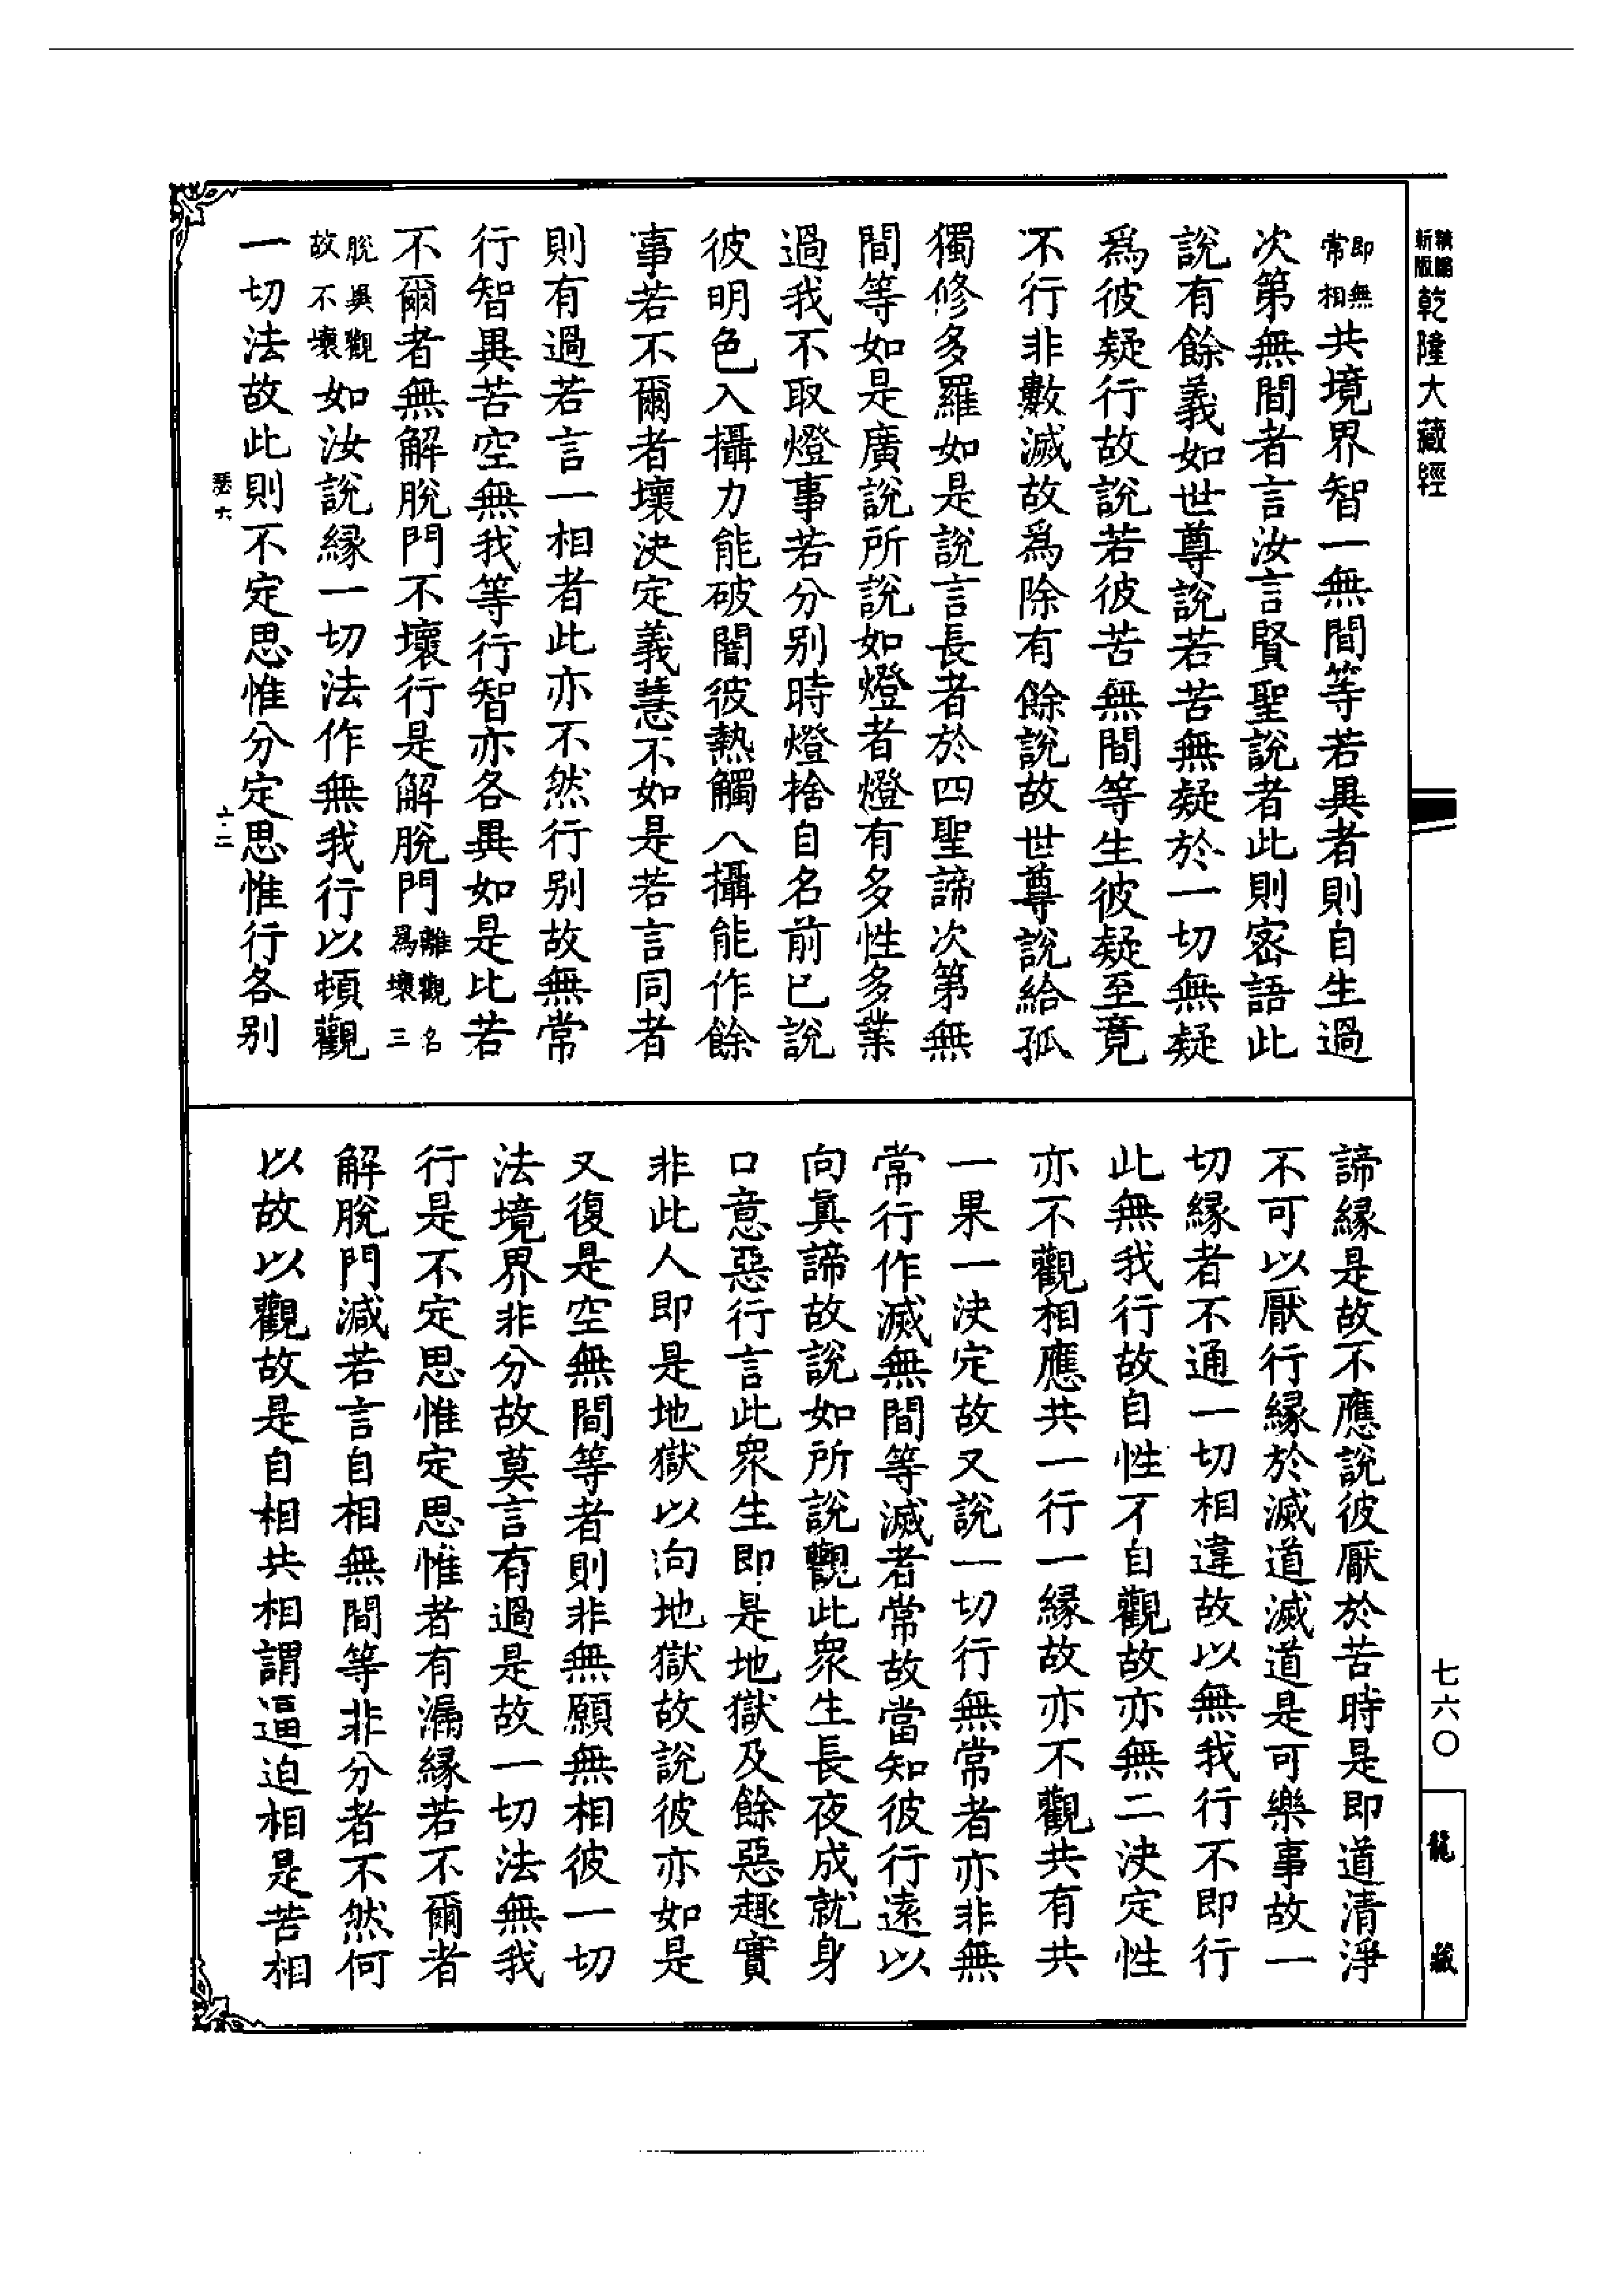 新版精編
乾隆大藏經
即無常相共境界智一無間等若異者則自生過
次第無間者言汝言賢聖說者此則密語此
說有餘義如世尊說若苦無疑於一切無疑
爲彼疑行故說若彼苦無間等生彼疑至竟
不行非數滅故爲除有餘說故世尊說給孤
獨修多羅如是說言長者於四聖諦次第無
間等如是廣說所說如燈者燈有多性多業
過我不取燈事若分别時燈捨自名前已說
彼明色入攝力能破闇彼熱觸入攝能作餘
事若不爾者壞決定義慧不如是若言同者
則有過若言一相者此亦不然行别故無常
行智異苦空無我等行智亦各異如是比若
不爾者無解脫門不壞行是解脫門離觀名爲壞三
脫異觀故不壞如汝說緣一切法作無我行以頓觀
一切法故此則不定思惟分定思惟行各别
諦緣是故不應說彼厭於苦時是即道清淨
不可以厭行緣於滅道滅道是可樂事故一
切緣者不通一切相違故以無我行不即行
此無我行故自性不自觀故亦無二決定性
亦不觀相應共一行一緣故亦不觀共有共
一果一決定故又說一切行無常者亦非無
常行作滅無間等滅者常故當知彼行遠以
向眞諦故說如所說觀此衆生長夜成就身
口意惡行言此衆生即是地獄及餘惡趣實
非此人即是地獄以向地獄故說彼亦如是
又復是空無間等者則非無願無相彼一切
法境界非分故莫言有過是故一切法無我
行是不定思惟定思惟者有漏緣若不爾者
解脫門減若言自相無間等非分者不然何
以故以觀故是自相共相謂逼迫相是苦相
七六〇
龍藏